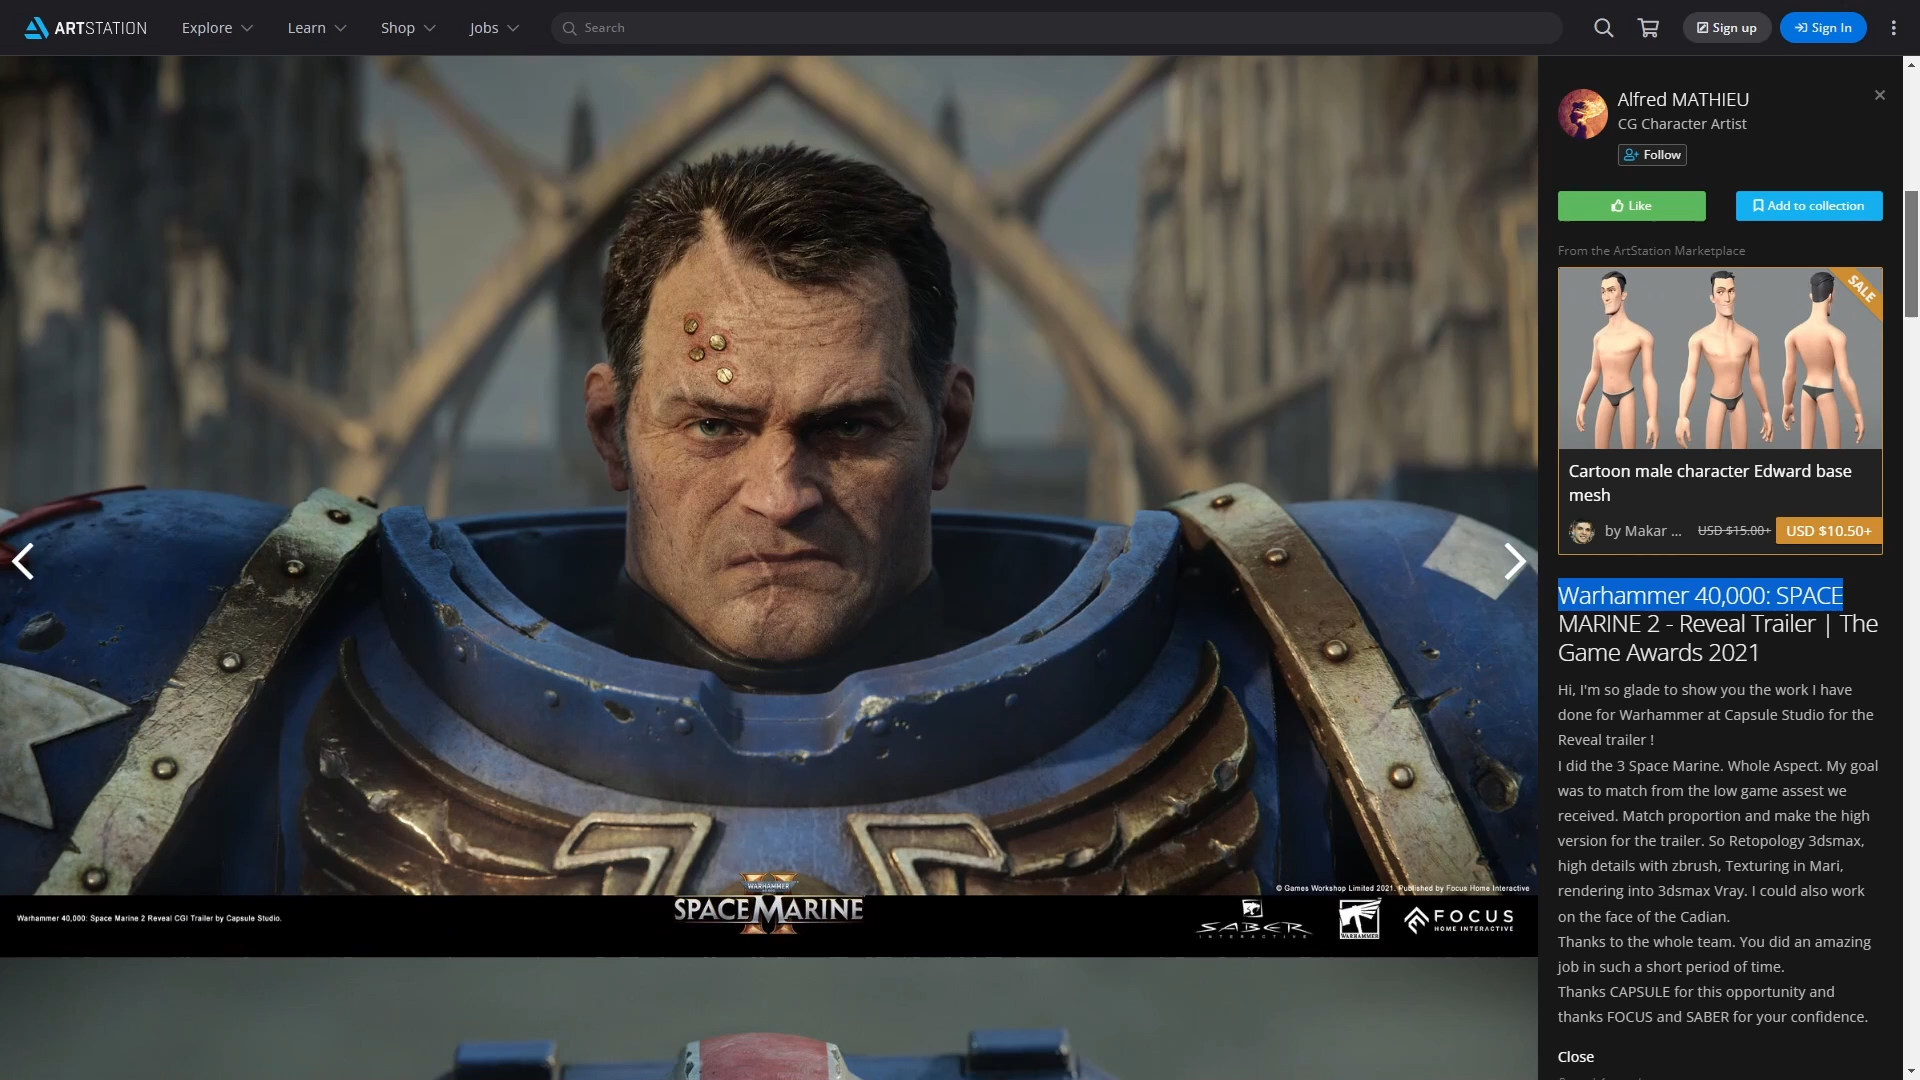 ARTSTATION
Explore
Learn
Shop
Jobs
Search
Sign up
Sign In
Alfred MATHIEU
CG Character Artist
Follow
Like
Add to collection
From the ArtStation Marketplace
SALE
Cartoon male character Edward base
mesh
by Makar ...
USD $15.00+
USD $10.50+
Warhammer 40,000: SPACE
MARINE 2 - Reveal Trailer | The
Game Awards 2021
Hi, I'm so glade to show you the work I have
done for Warhammer at Capsule Studio for the
Reveal trailer !
I did the 3 Space Marine. Whole Aspect. My goal
was to match from the low game assest we
received. Match proportion and make the high
version for the trailer. So Retopology 3dsmax,
high details with zbrush, Texturing in Mari,
rendering into 3dsmax Vray. I could also work
on the face of the Cadian.
Thanks to the whole team. You did an amazing
job in such a short period of time.
Thanks CAPSULE for this opportunity and
thanks FOCUS and SABER for your confidence.
Close
© Games Workshop Limited 2021. Published by Focus Home Interactive
Warhammer 40,000: Space Marine 2 Reveal CGI Trailer by Capsule Studio.
WARHAMMER
SPACE MARINE
SABER
INTERACTIVE
WARHAMMER
FOCUS
HOME INTERACTIVE